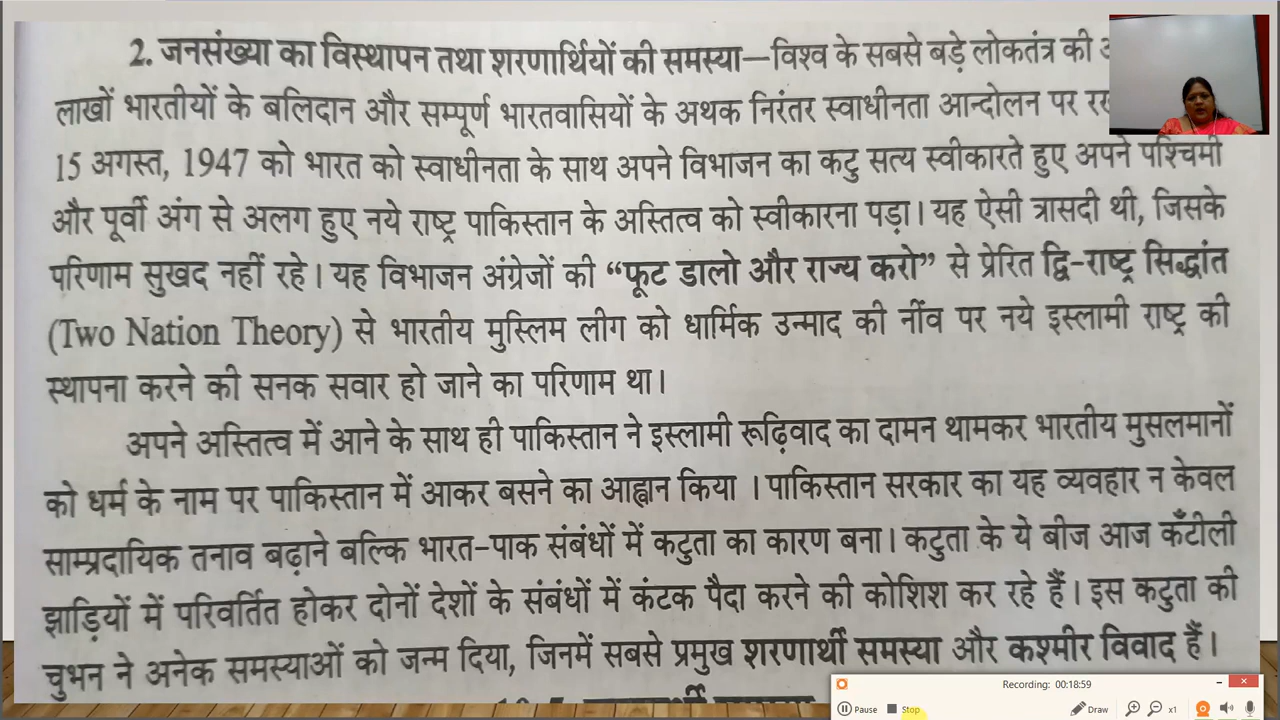 2. जनसंख्या का विस्थापन तथा शरणार्थियों की समस्या—विश्व के सबसे बड़े लोकतंत्र की
लाखों भारतीयों के बलिदान और सम्पूर्ण भारतवासियों के अथक निरंतर स्वाधीनता आन्दोलन पर
15 अगस्त, 1947 को भारत को स्वाधीनता के साथ अपने विभाजन का कटु सत्य स्वीकारते हुए अपने पश्चिमी
और पूर्वी अंग से अलग हुए नये राष्ट्र पाकिस्तान के अस्तित्व को स्वीकारना पड़ा। यह ऐसी त्रासदी थी, जिसके
परिणाम सुखद नहीं रहे। यह विभाजन अंग्रेजों की “फूट डालो और राज्य करो” से प्रेरित द्वि-राष्ट्र सिद्धांत
(Two Nation Theory) से भारतीय मुस्लिम लीग को धार्मिक उन्माद की नींव पर नये इस्लामी राष्ट्र की
स्थापना करने की सनक सवार हो जाने का परिणाम था।
अपने अस्तित्व में आने के साथ ही पाकिस्तान ने इस्लामी रूढ़िवाद का दामन थामकर भारतीय मुसलमानों
को धर्म के नाम पर पाकिस्तान में आकर बसने का आह्वान किया । पाकिस्तान सरकार का यह व्यवहार न केवल
साम्प्रदायिक तनाव बढ़ाने बल्कि भारत-पाक संबंधों में कटुता का कारण बना। कटुता के ये बीज आज कँटीली
झाड़ियों में परिवर्तित होकर दोनों देशों के संबंधों में कंटक पैदा करने की कोशिश कर रहे हैं। इस कटुता की
चुभन ने अनेक समस्याओं को जन्म दिया, जिनमें सबसे प्रमुख शरणार्थी समस्या और कश्मीर विवाद हैं।
Recording: 00:18:59
Pause Stop Draw x1